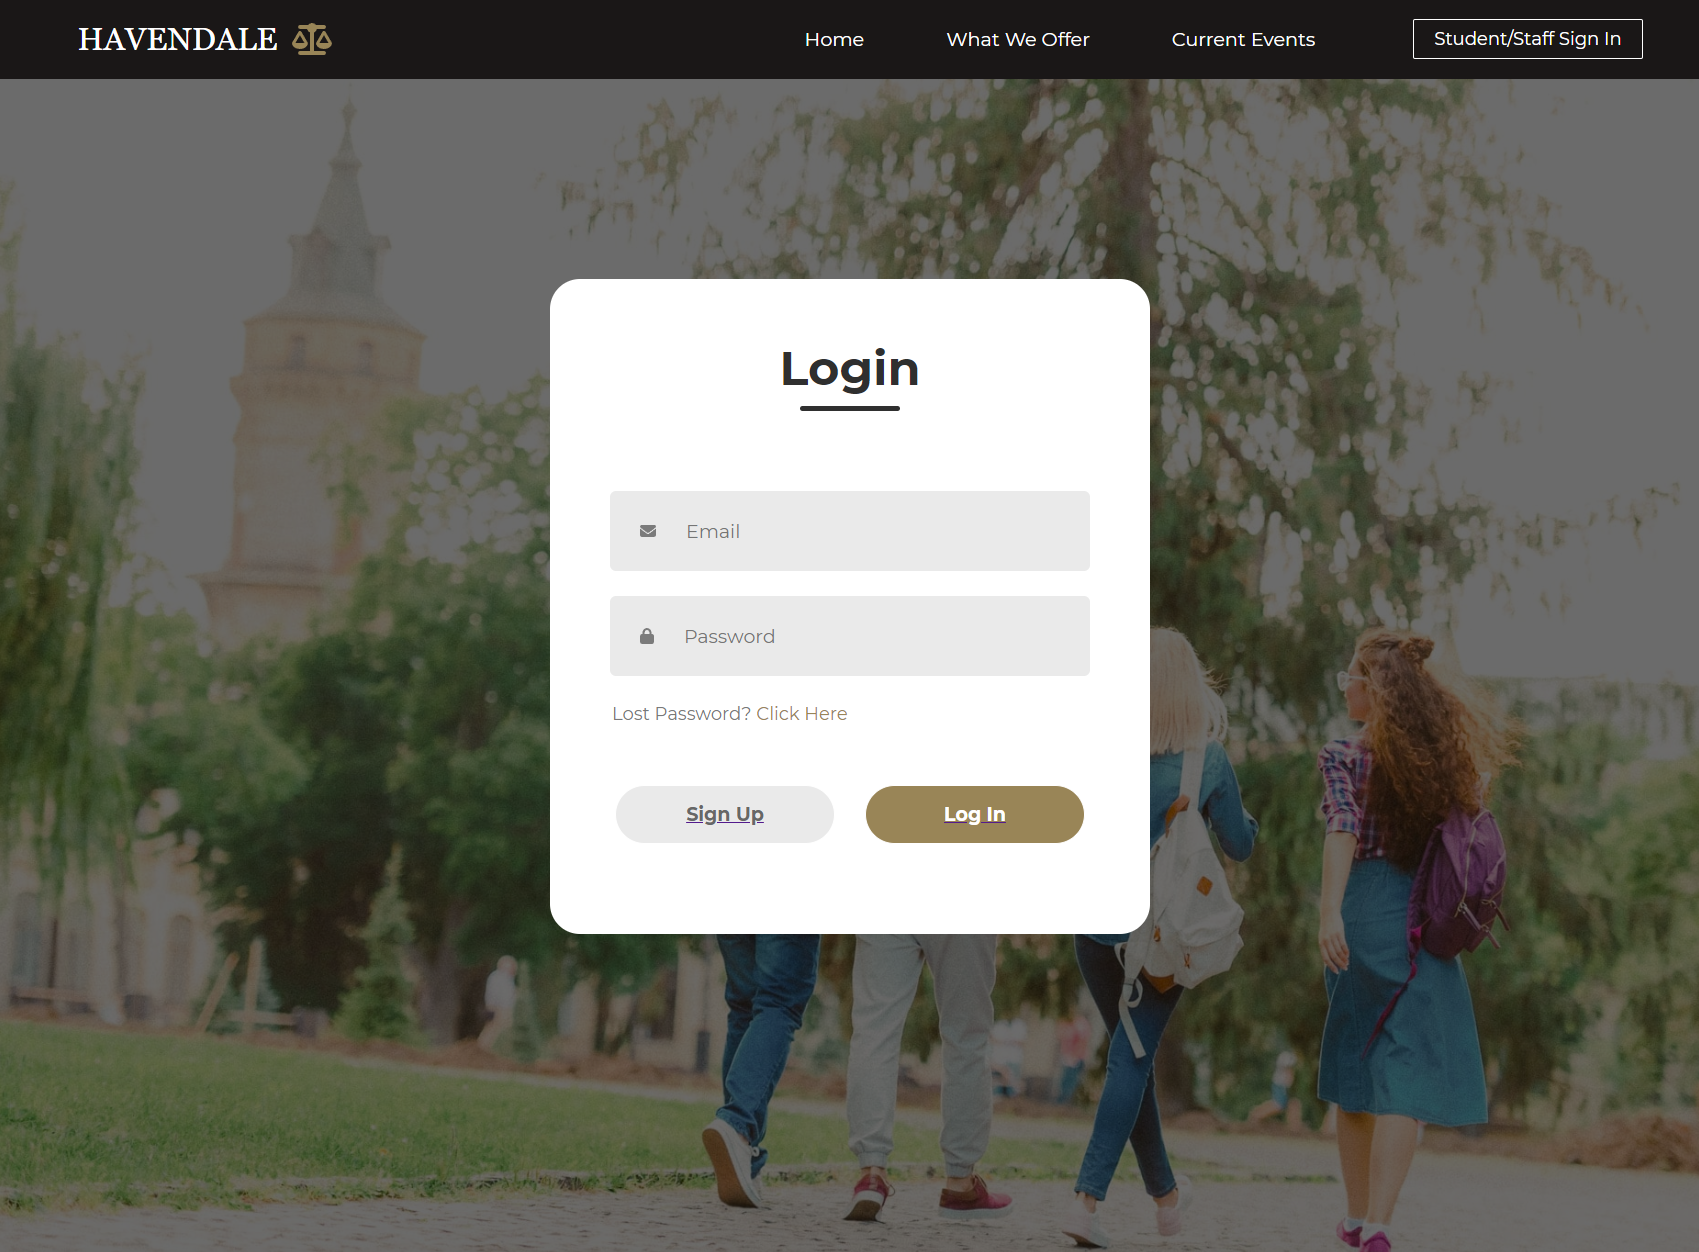 HAVENDALE
Home
What We Offer
Current Events
Student/Staff Sign In
Login
Email
Password
Lost Password? Click Here
Sign Up
Log In